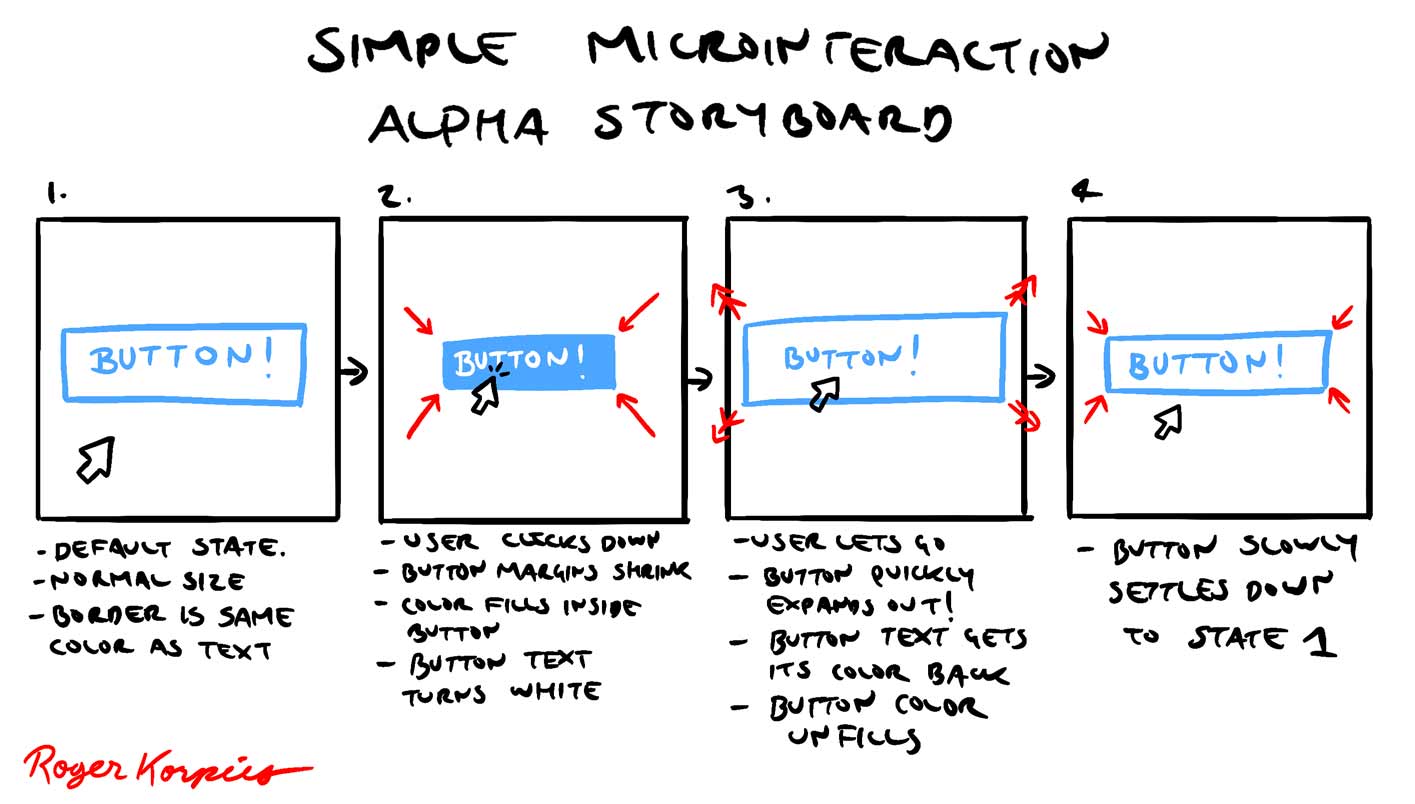 SIMPLE MICROINTERACTION
ALPHA STORYBOARD
1.
BUTTON!
- DEFAULT STATE.
- NORMAL SIZE
- BORDER IS SAME
COLOR AS TEXT
2.
BUTTON!
- USER CLICKS DOWN
- BUTTON MARGINS SHRINK
- COLOR FILLS INSIDE
BUTTON
- BUTTON TEXT
TURNS WHITE
3.
BUTTON!
- USER LETS GO
- BUTTON QUICKLY
EXPANDS OUT!
- BUTTON TEXT GETS
ITS COLOR BACK
- BUTTON COLOR
UNFILLS
4
BUTTON!
- BUTTON SLOWLY
SETTLES DOWN
TO STATE 1
Roger Korpics